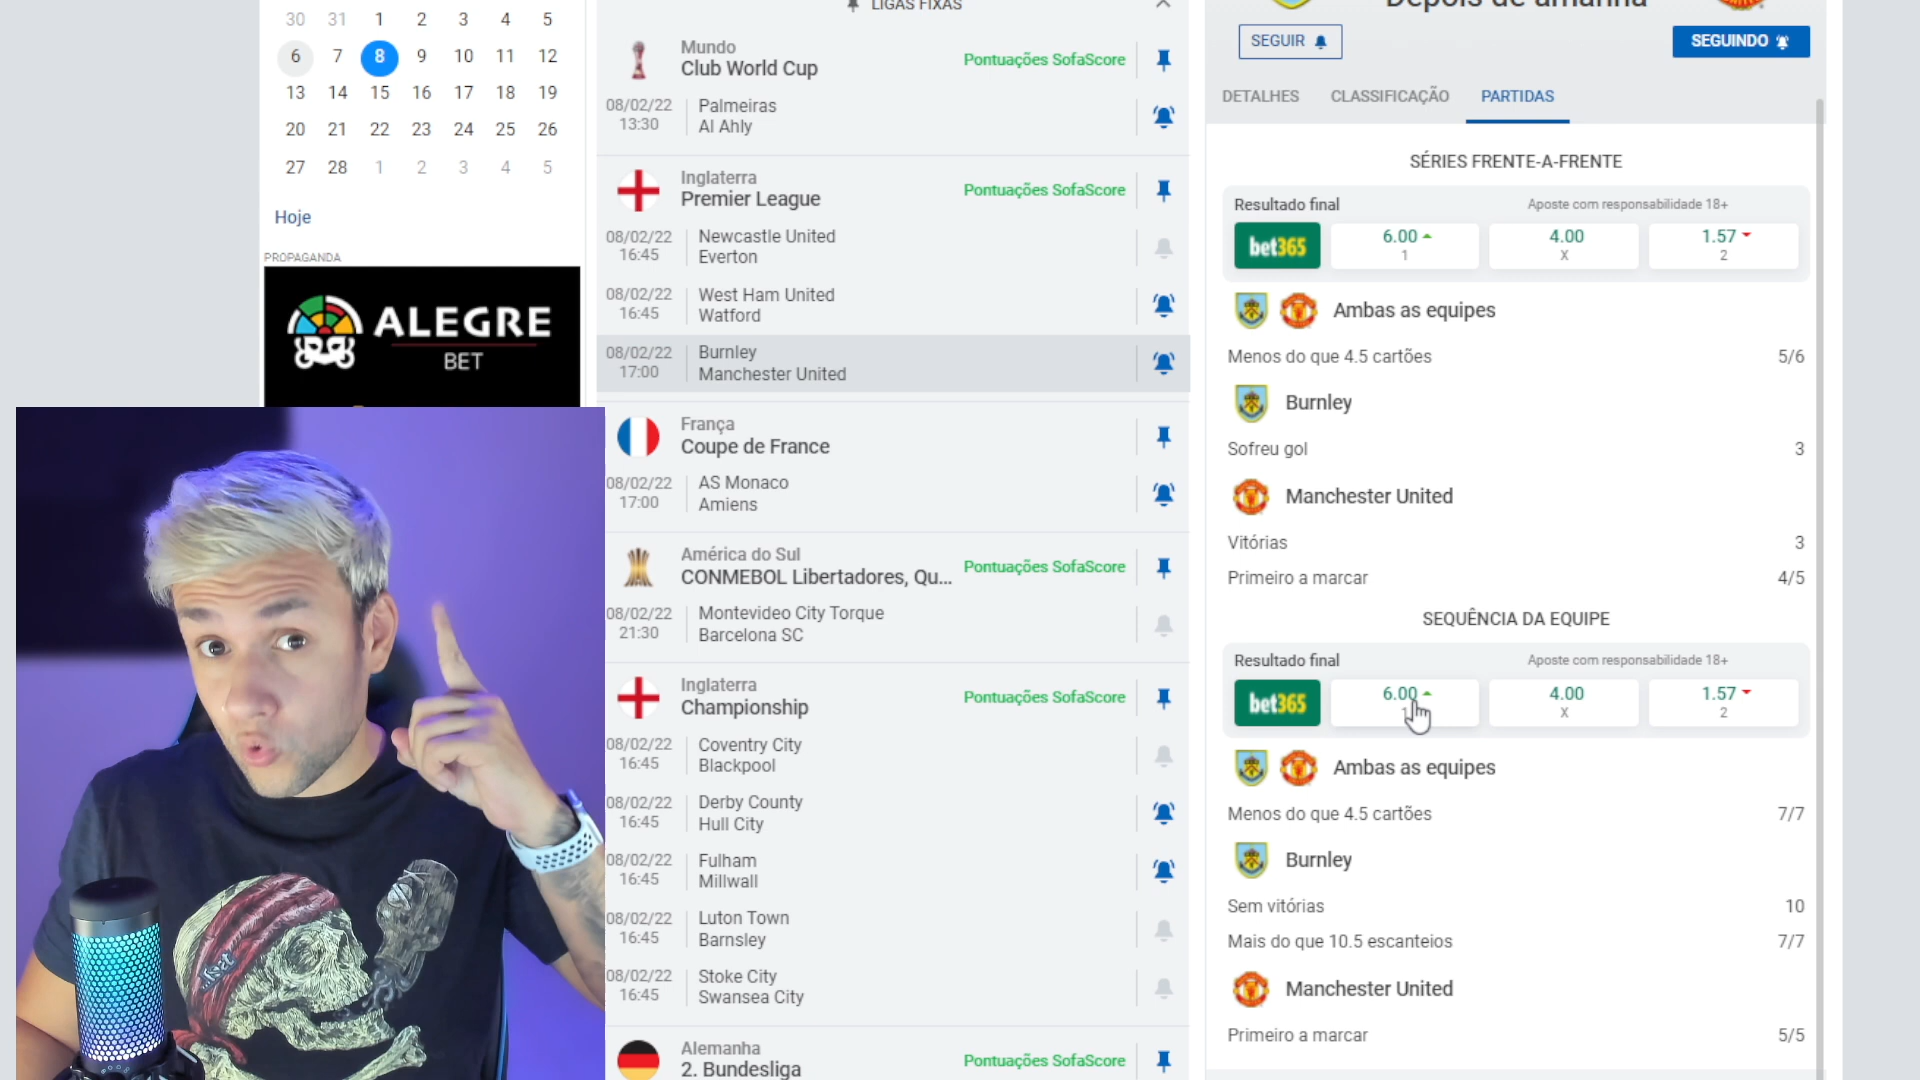 30 31 1 2 3 4 5
6 7 8 9 10 11 12
13 14 15 16 17 18 19
20 21 22 23 24 25 26
27 28 1 2 3 4 5
Hoje
PROPAGANDA
ALEGRE
BET
LIGAS FIXAS
Mundo
Club World Cup
Pontuações SofaScore
08/02/22
13:30
Palmeiras
Al Ahly
Inglaterra
Premier League
Pontuações SofaScore
08/02/22
16:45
Newcastle United
Everton
08/02/22
16:45
West Ham United
Watford
08/02/22
17:00
Burnley
Manchester United
França
Coupe de France
08/02/22
17:00
AS Monaco
Amiens
América do Sul
CONMEBOL Libertadores, Qu...
Pontuações SofaScore
08/02/22
21:30
Montevideo City Torque
Barcelona SC
Inglaterra
Championship
Pontuações SofaScore
08/02/22
16:45
Coventry City
Blackpool
08/02/22
16:45
Derby County
Hull City
08/02/22
16:45
Fulham
Millwall
08/02/22
16:45
Luton Town
Barnsley
08/02/22
16:45
Stoke City
Swansea City
Alemanha
2. Bundesliga
Pontuações SofaScore
Depois de amanhã
SEGUIR
SEGUINDO
DETALHES CLASSIFICAÇÃO PARTIDAS
SÉRIES FRENTE-A-FRENTE
Resultado final
Aposte com responsabilidade 18+
bet365
6.00
1
4.00
X
1.57
2
Ambas as equipes
Menos do que 4.5 cartões 5/6
Burnley
Sofreu gol 3
Manchester United
Vitórias 3
Primeiro a marcar 4/5
SEQUÊNCIA DA EQUIPE
Resultado final
Aposte com responsabilidade 18+
bet365
6.00
1
4.00
X
1.57
2
Ambas as equipes
Menos do que 4.5 cartões 7/7
Burnley
Sem vitórias 10
Mais do que 10.5 escanteios 7/7
Manchester United
Primeiro a marcar 5/5